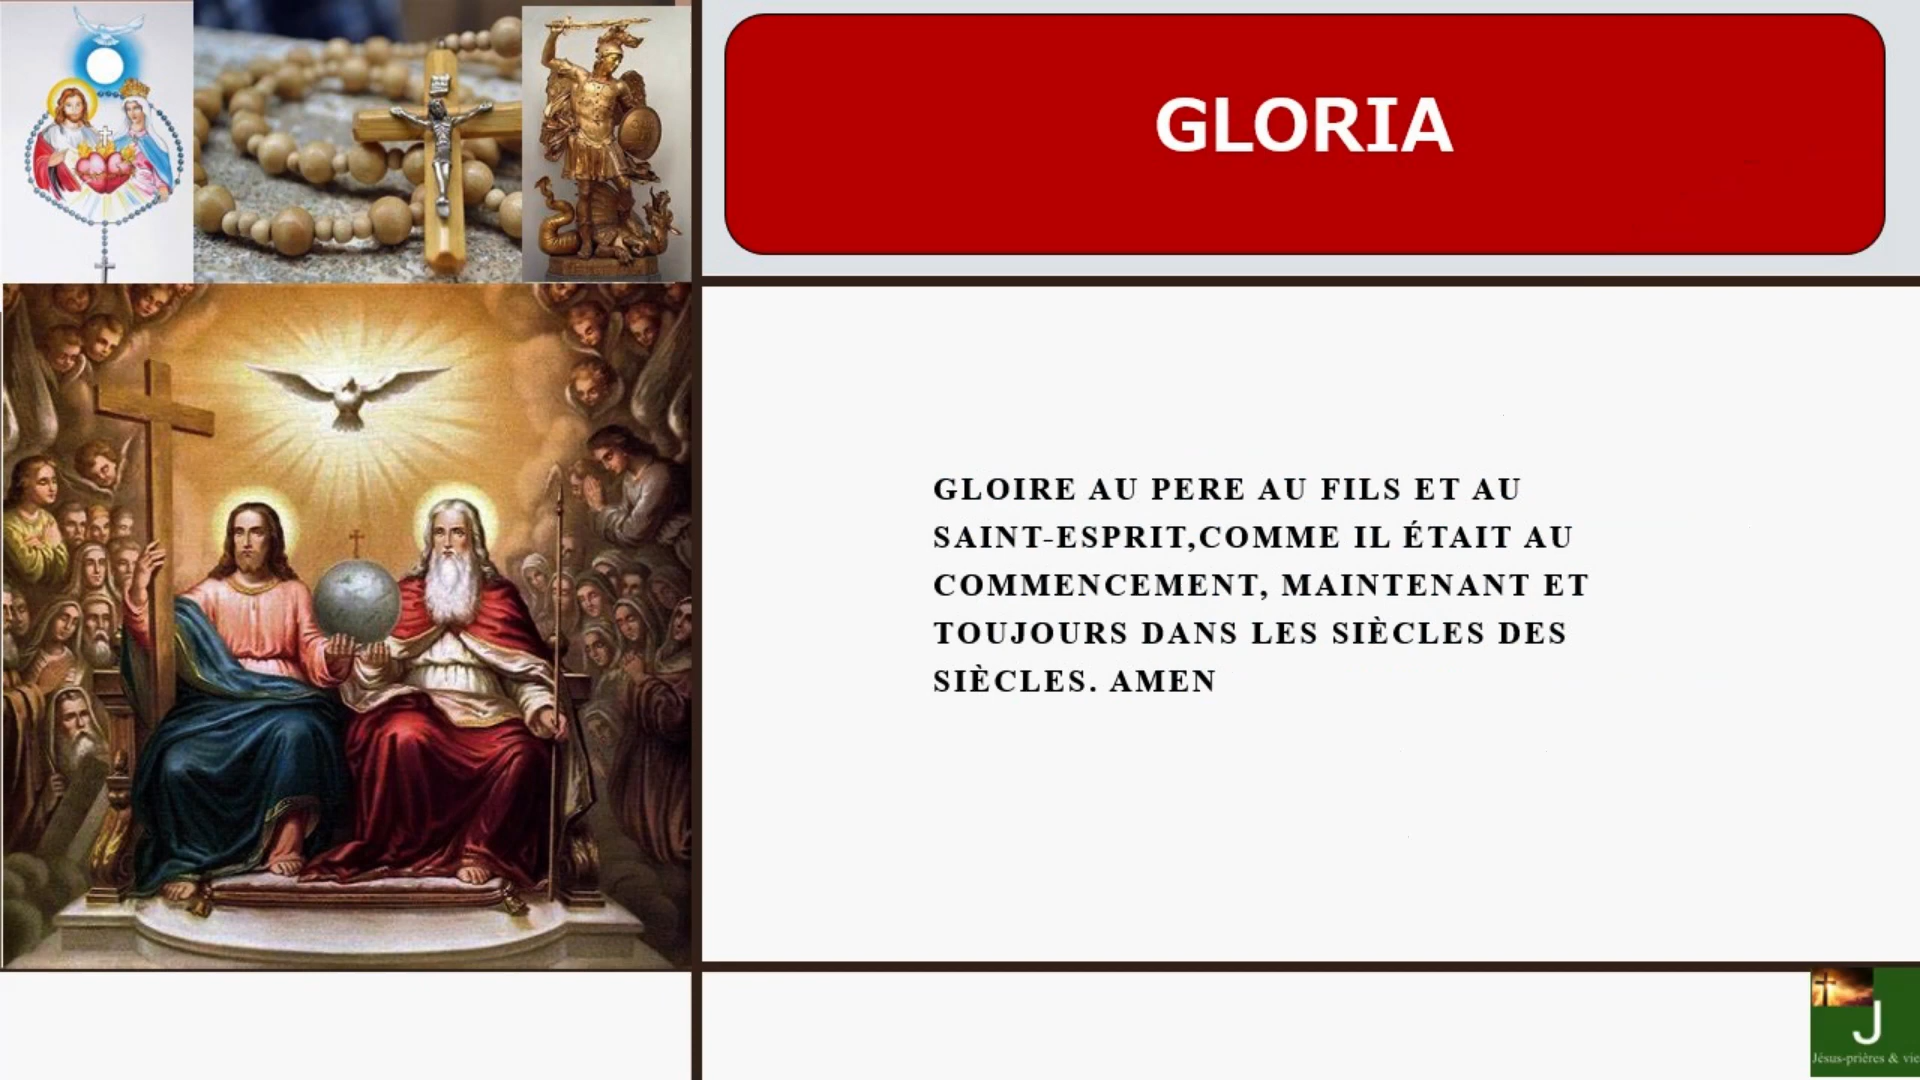 GLORIA
GLOIRE AU PERE AU FILS ET AU
SAINT-ESPRIT,COMME IL ÉTAIT AU
COMMENCEMENT, MAINTENANT ET
TOUJOURS DANS LES SIÈCLES DES
SIÈCLES. AMEN
J
Jésus-prières & vie